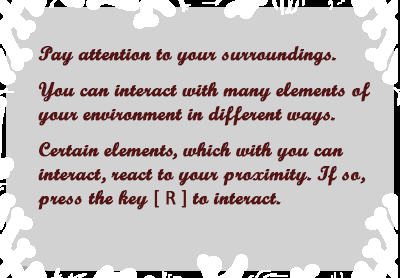 Pay attention to your surroundings.
You can interact with many elements of
your environment in different ways.
Certain elements, which with you can
interact, react to your proximity. If so,
press the key [ R ] to interact.